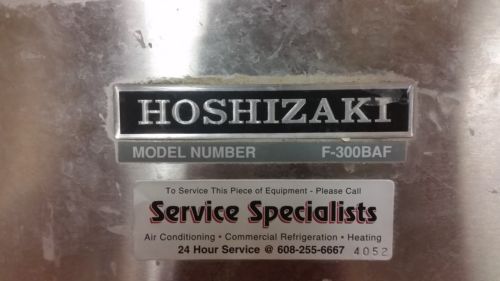 HOSHIZAKI
MODEL NUMBER F-300BAF
To Service This Piece of Equipment - Please Call
Service Specialists
Air Conditioning • Commercial Refrigeration • Heating
24 Hour Service @ 608-255-6667 4052